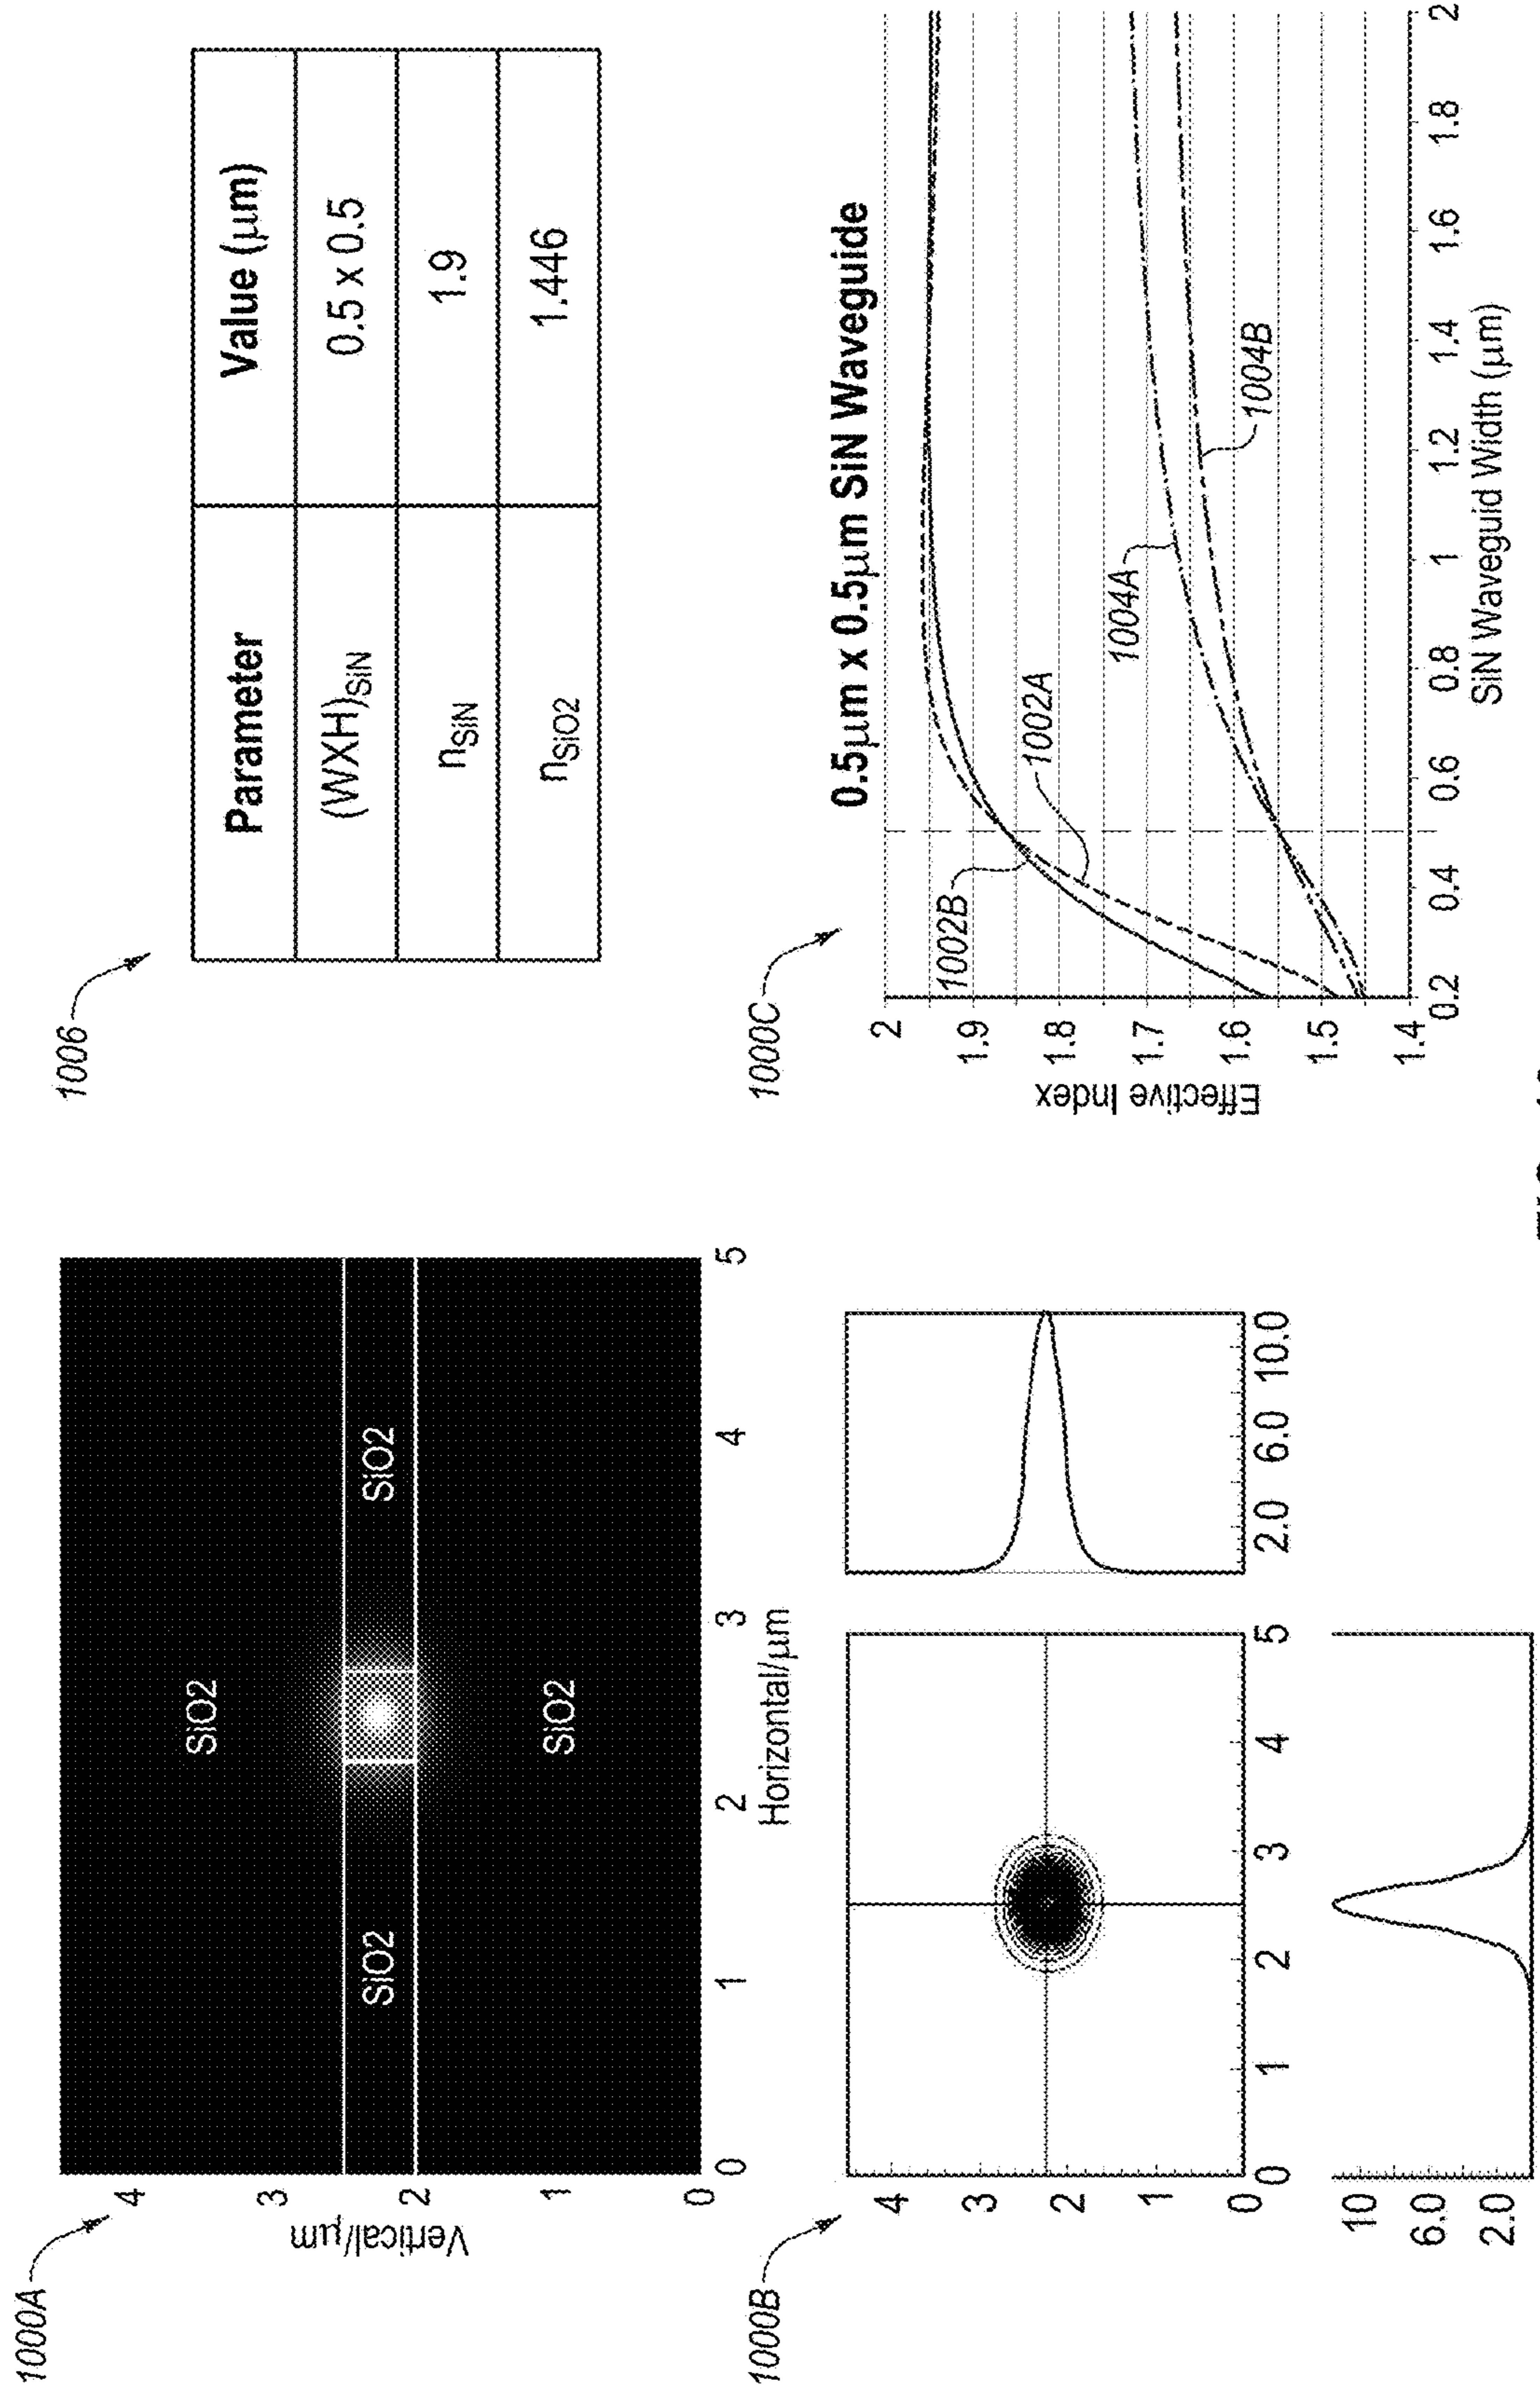 1000A
Vertical/μm
4
3
2
1
0
SiO2
SiO2
SiO2
SiO2
0 1 2 3 4 5
Horizontal/μm
1006
Parameter Value (μm)
(WXH)SiN 0.5 x 0.5
nSiN 1.9
nSiO2 1.446
1000B
4
3
2
1
0
0 1 2 3 4 5
2.0 6.0 10.0
10
6.0
2.0
1000C
0.5μm x 0.5μm SiN Waveguide
Effective Index
2
1.9
1.8
1.7
1.6
1.5
1.4
1002B
1002A
1004A
1004B
0.2 0.4 0.6 0.8 1 1.2 1.4 1.6 1.8 2
SiN Waveguid Width (μm)